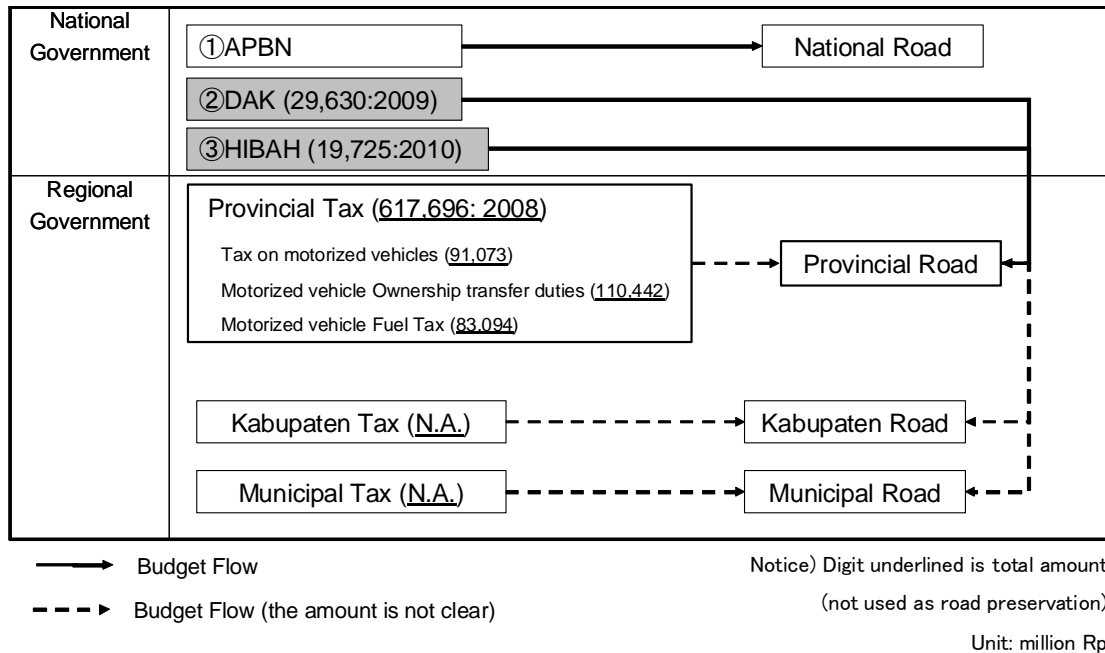 National
Government
①APBN
National Road
②DAK (29,630:2009)
③HIBAH (19,725:2010)
Regional
Government
Provincial Tax (617,696: 2008)
Tax on motorized vehicles (91,073)
Motorized vehicle Ownership transfer duties (110,442)
Motorized vehicle Fuel Tax (83,094)
Provincial Road
Kabupaten Tax (N.A.)
Kabupaten Road
Municipal Tax (N.A.)
Municipal Road
Budget Flow
Budget Flow (the amount is not clear)
Notice) Digit underlined is total amount
(not used as road preservation)
Unit: million Rp